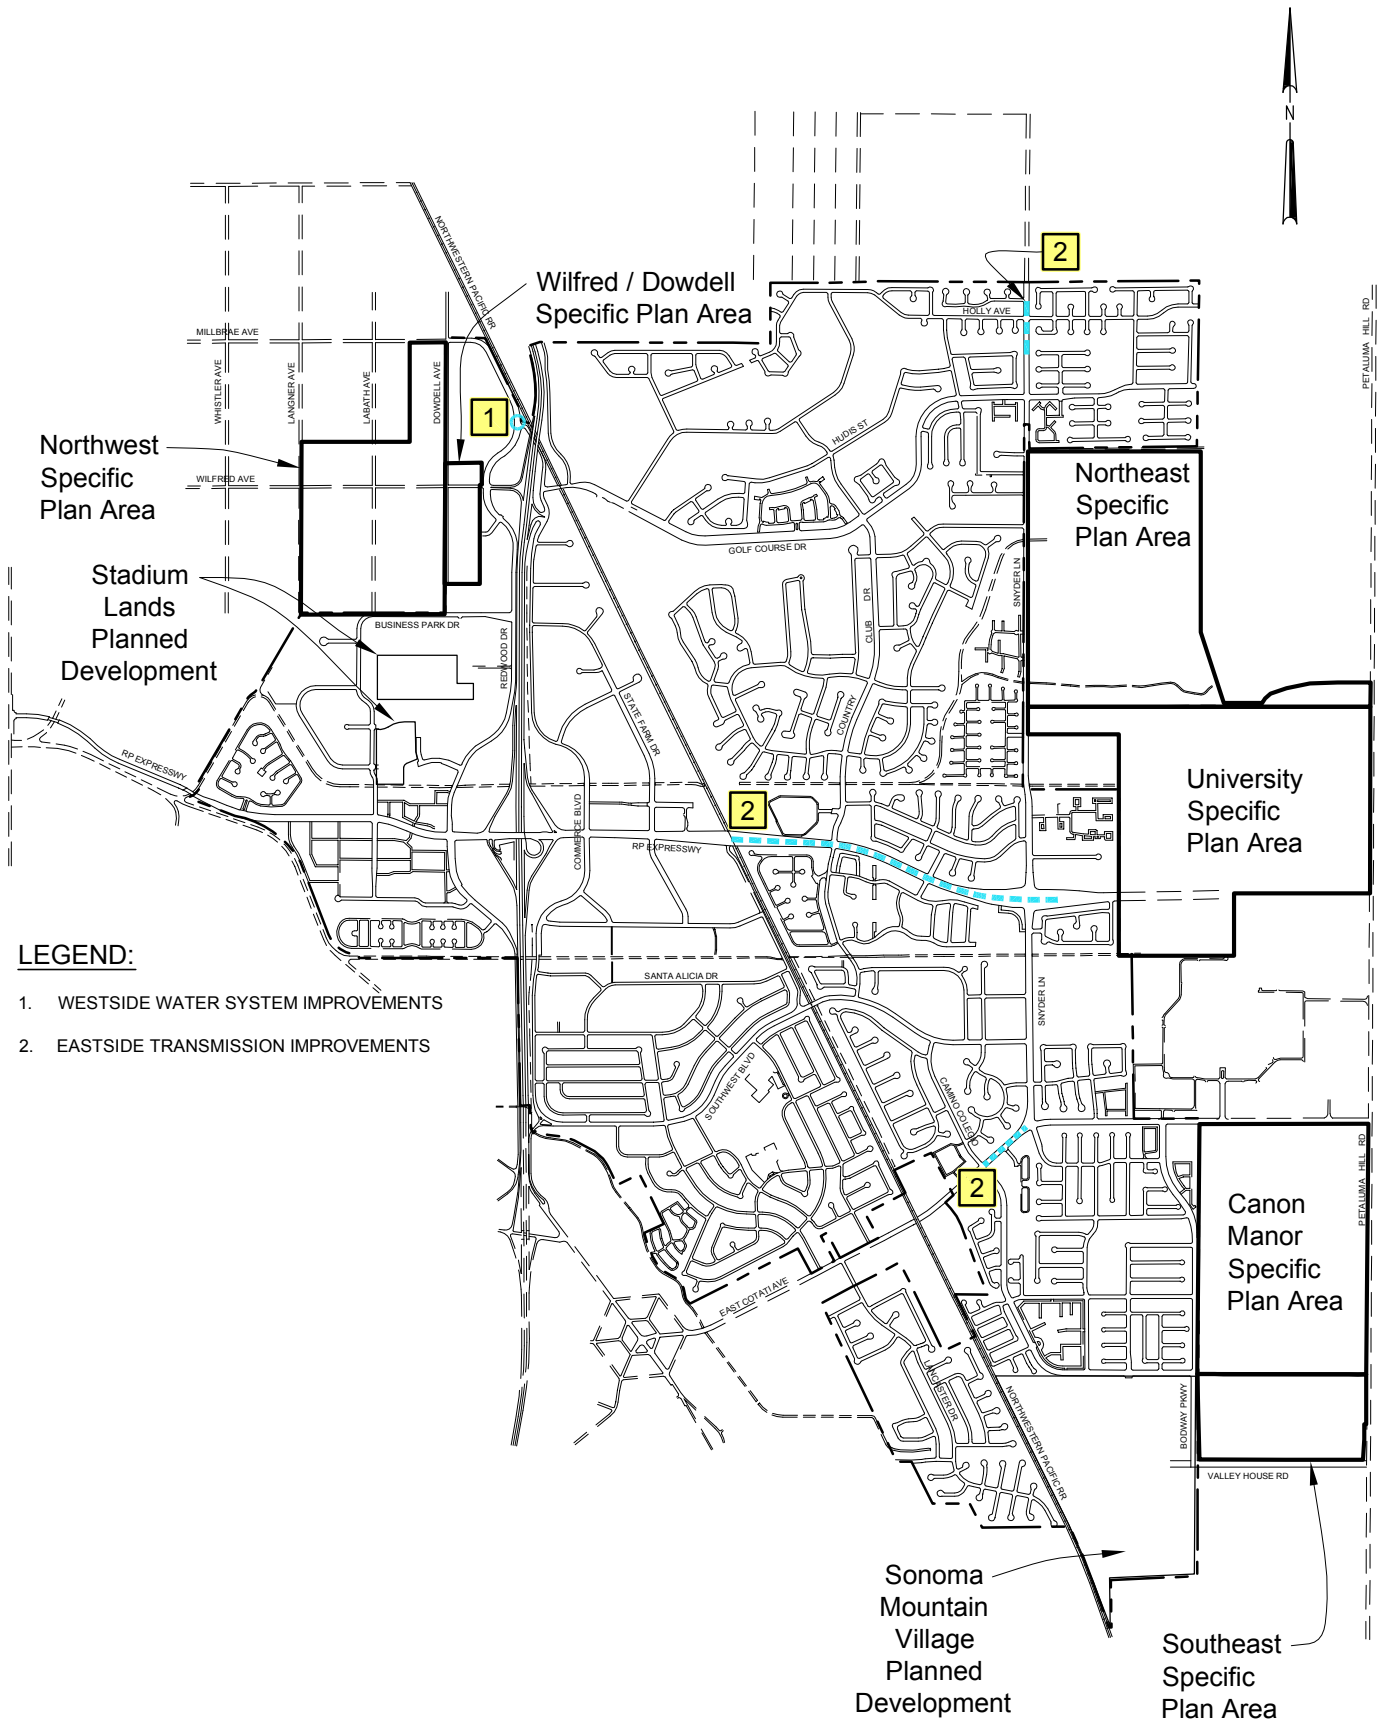 N
2
NORTHWESTERN PACIFIC RR
Wilfred / Dowdell
Specific Plan Area
HOLLY AVE
PETALUMA HILL RD
MILLBRAE AVE
WHISTLER AVE
LANGNER AVE
LABATH AVE
DOWDELL AVE
1
HUDIS ST
Northwest
Specific
Plan Area
WILFRED AVE
Northeast
Specific
Plan Area
GOLF COURSE DR
SNYDER LN
Stadium
Lands
Planned
Development
BUSINESS PARK DR
REDWOOD DR
COUNTRY CLUB DR
STATE FARM DR
RP EXPRESSWY
University
Specific
Plan Area
2
COMMERCE BLVD
RP EXPRESSWY
LEGEND:
1. WESTSIDE WATER SYSTEM IMPROVEMENTS
2. EASTSIDE TRANSMISSION IMPROVEMENTS
SANTA ALICIA DR
SNYDER LN
SOUTHWEST BLVD
CAMINO COLEGIO
2
PETALUMA HILL RD
Canon
Manor
Specific
Plan Area
EAST COTATI AVE
LANCASTER DR
NORTHWESTERN PACIFIC RR
BODWAY PKWY
VALLEY HOUSE RD
Sonoma
Mountain
Village
Planned
Development
Southeast
Specific
Plan Area